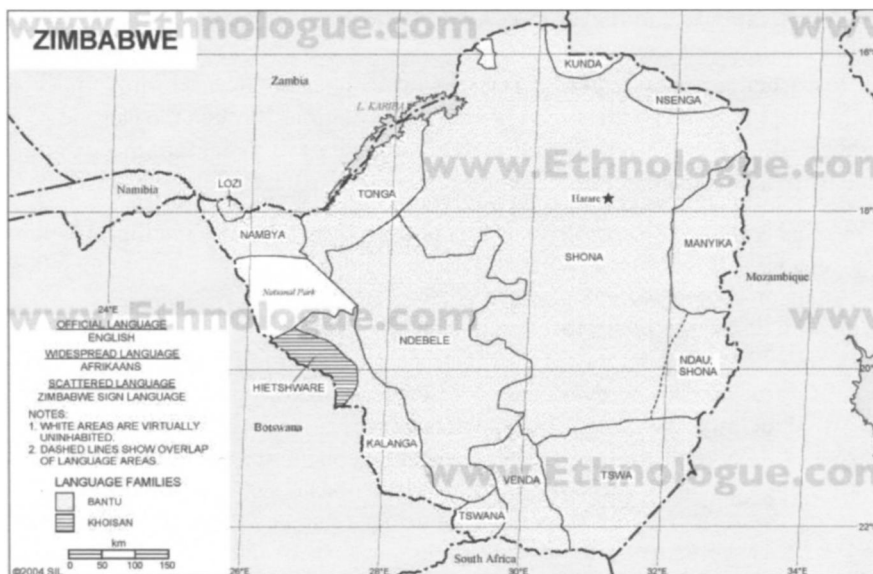 www.Ethnologue.com
www.
ZIMBABWE
16°
KUNDA
Zambia
NSENGA
L. KARIBA
www.Ethnologue.com
LOZI
TONGA
Namibia
Harare
18°
NAMBYA
MANYIKA
SHONA
Mozambique
National Park
24°E
www.Ethnologue.com
www.
OFFICIAL LANGUAGE
ENGLISH
NDEBELE
WIDESPREAD LANGUAGE
AFRIKAANS
NDAU;
SHONA
20°
SCATTERED LANGUAGE
ZIMBABWE SIGN LANGUAGE
HIETSHWARE
NOTES:
1. WHITE AREAS ARE VIRTUALLY
UNINHABITED.
2. DASHED LINES SHOW OVERLAP
OF LANGUAGE AREAS.
Botswana
KALANGA
www.Ethnologue.com
LANGUAGE FAMILIES
VENDA
TSWA
BANTU
KHOISAN
TSWANA
22°
km
0 50 100 150
South Africa
©2004 SIL
26°E
28°E
30°E
32°E
34°E